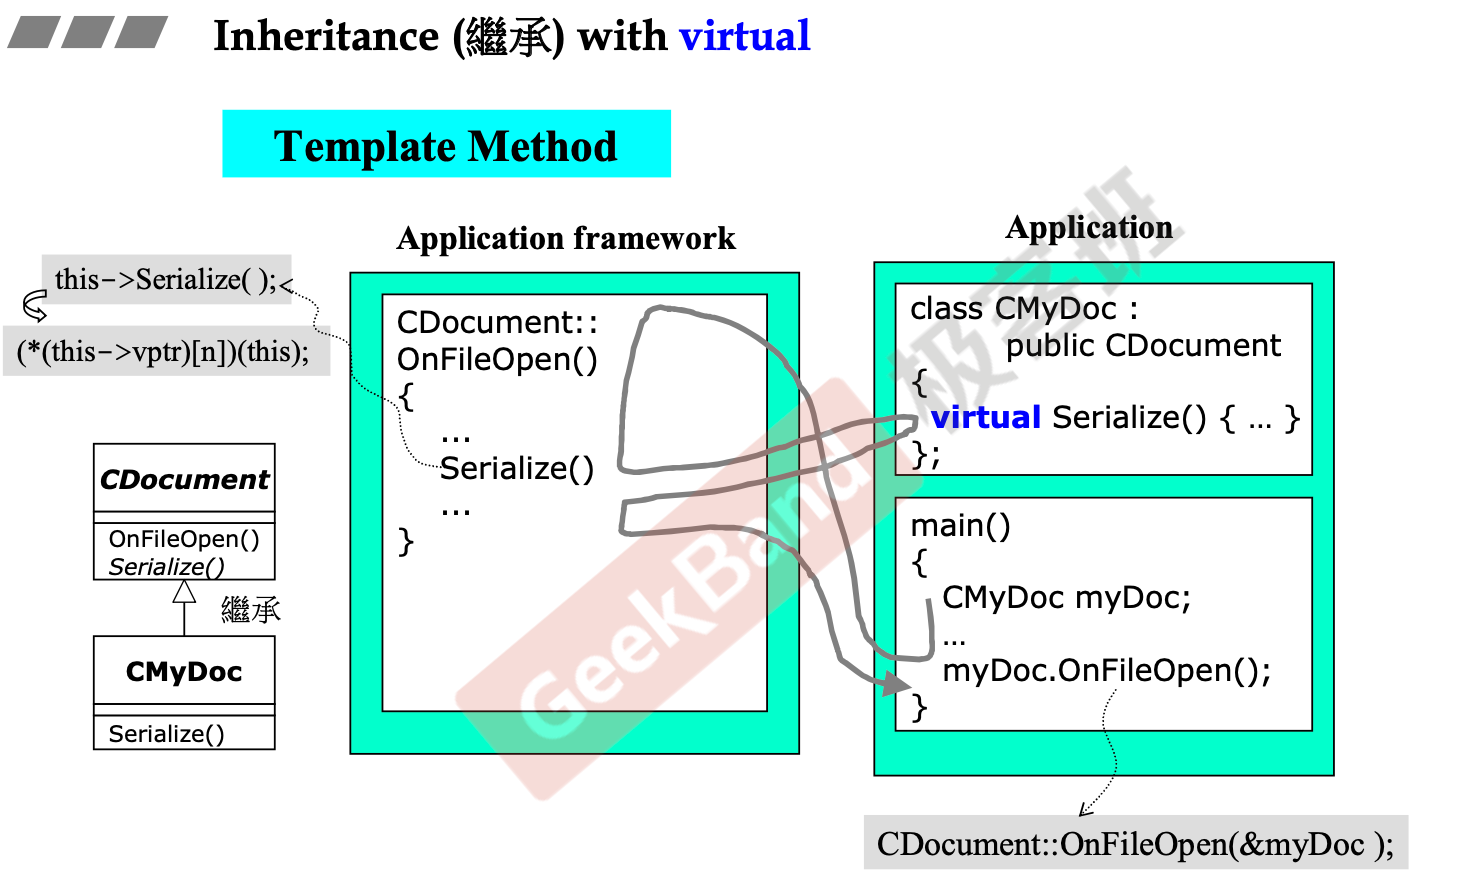 Inheritance (繼承) with virtual
Template Method
Application framework
Application
this->Serialize( );
(*(this->vptr)[n])(this);
CDocument::
OnFileOpen()
{
...
Serialize()
...
}
class CMyDoc :
public CDocument
{
virtual Serialize() { ... }
};
main()
{
CMyDoc myDoc;
...
myDoc.OnFileOpen();
}
CDocument::OnFileOpen(&myDoc );
CDocument
OnFileOpen()
Serialize()
繼承
CMyDoc
Serialize()
GeekBand 极客班